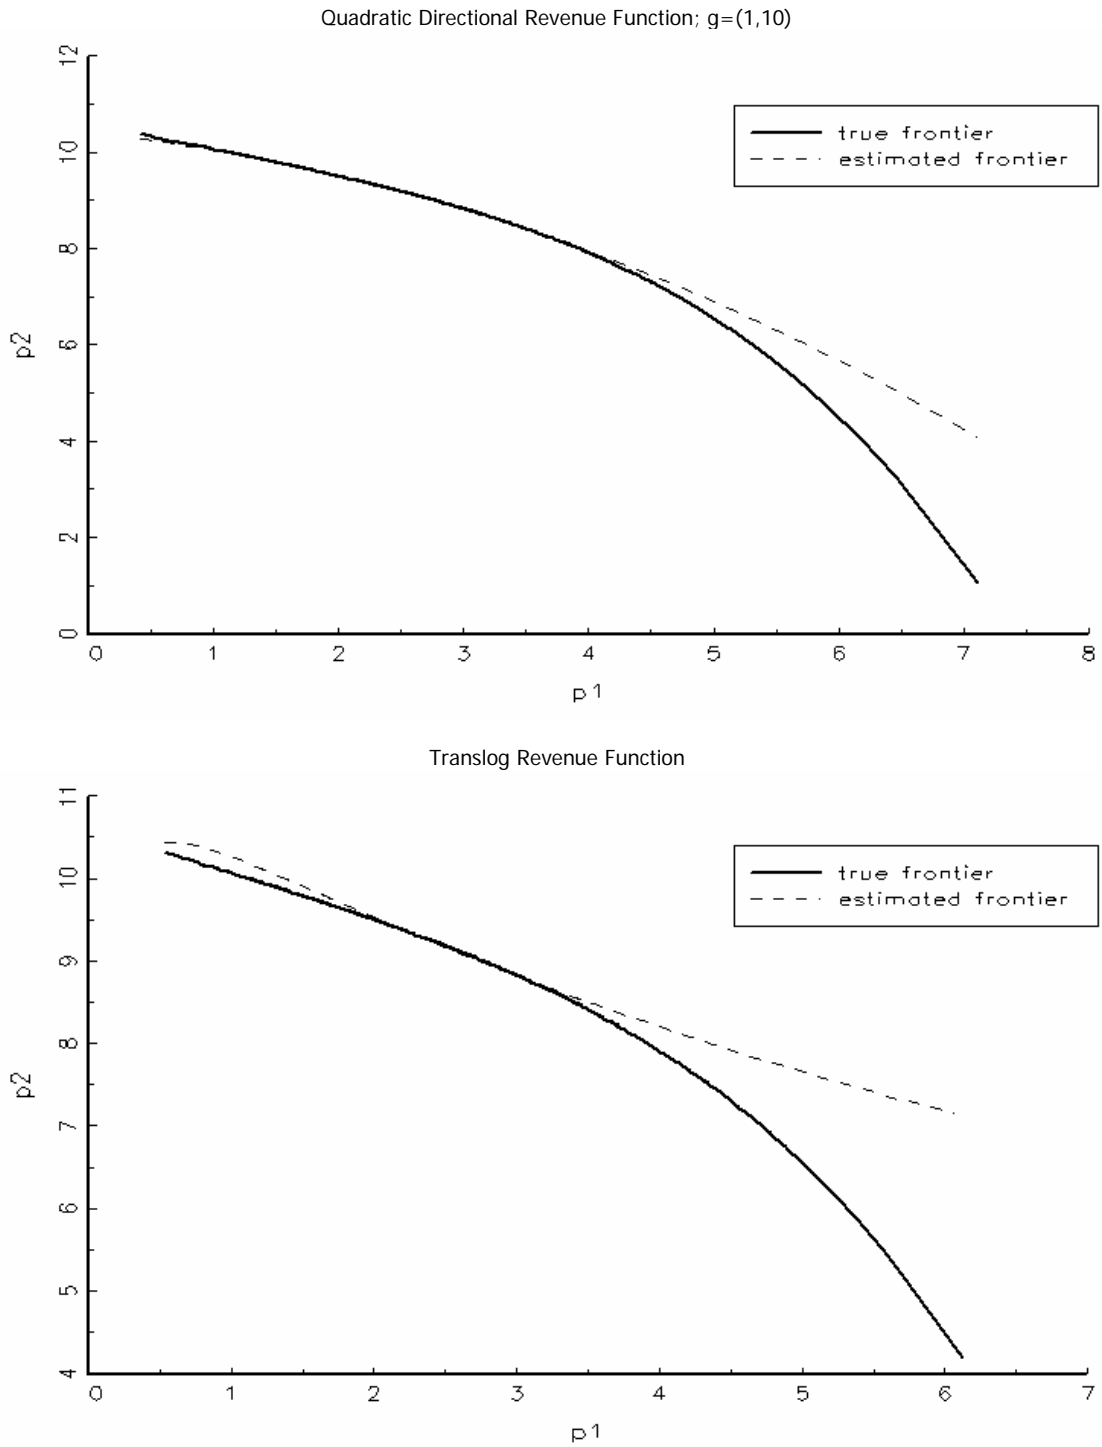 Quadratic Directional Revenue Function; g=(1,10)
12
true frontier
10
estimated frontier
8
p2
6
4
2
0
0 1 2 3 4 5 6 7 8
p1
Translog Revenue Function
11
true frontier
10
estimated frontier
9
8
p2
7
6
5
4
0 1 2 3 4 5 6 7
p1